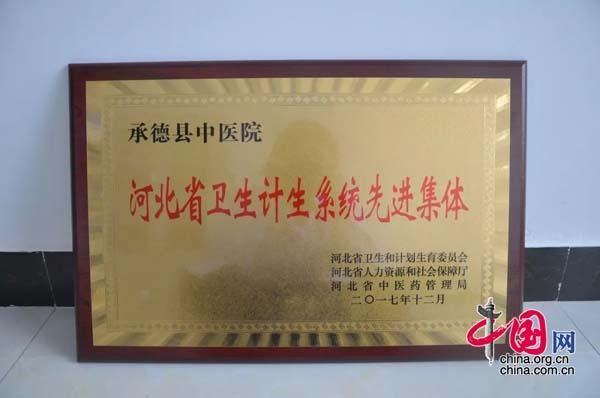 承德县中医院
河北省卫生计生系统先进集体
河北省卫生和计划生育委员会
河北省人力资源和社会保障厅
河北省中医药管理局
二〇一七年十二月
中国网
china.org.cn
china.com.cn